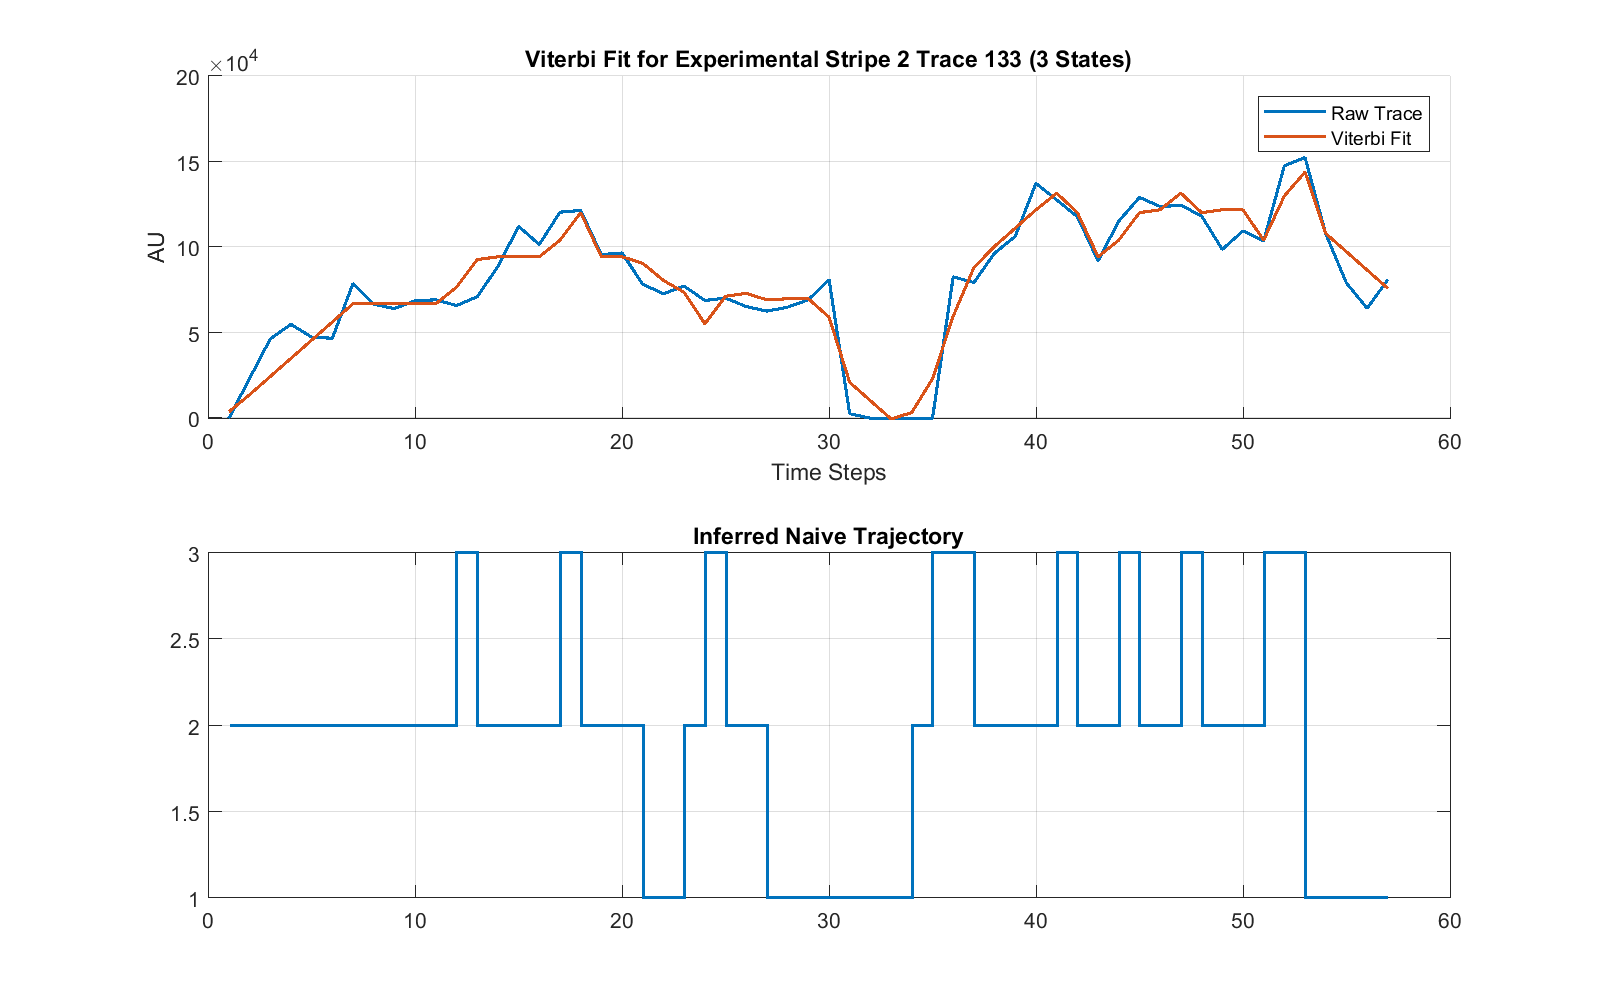 Viterbi Fit for Experimental Stripe 2 Trace 133 (3 States)
×10⁴
20
15
10
5
0
AU
Raw Trace
Viterbi Fit
0 10 20 30 40 50 60
Time Steps
Inferred Naive Trajectory
3
2.5
2
1.5
1
0 10 20 30 40 50 60